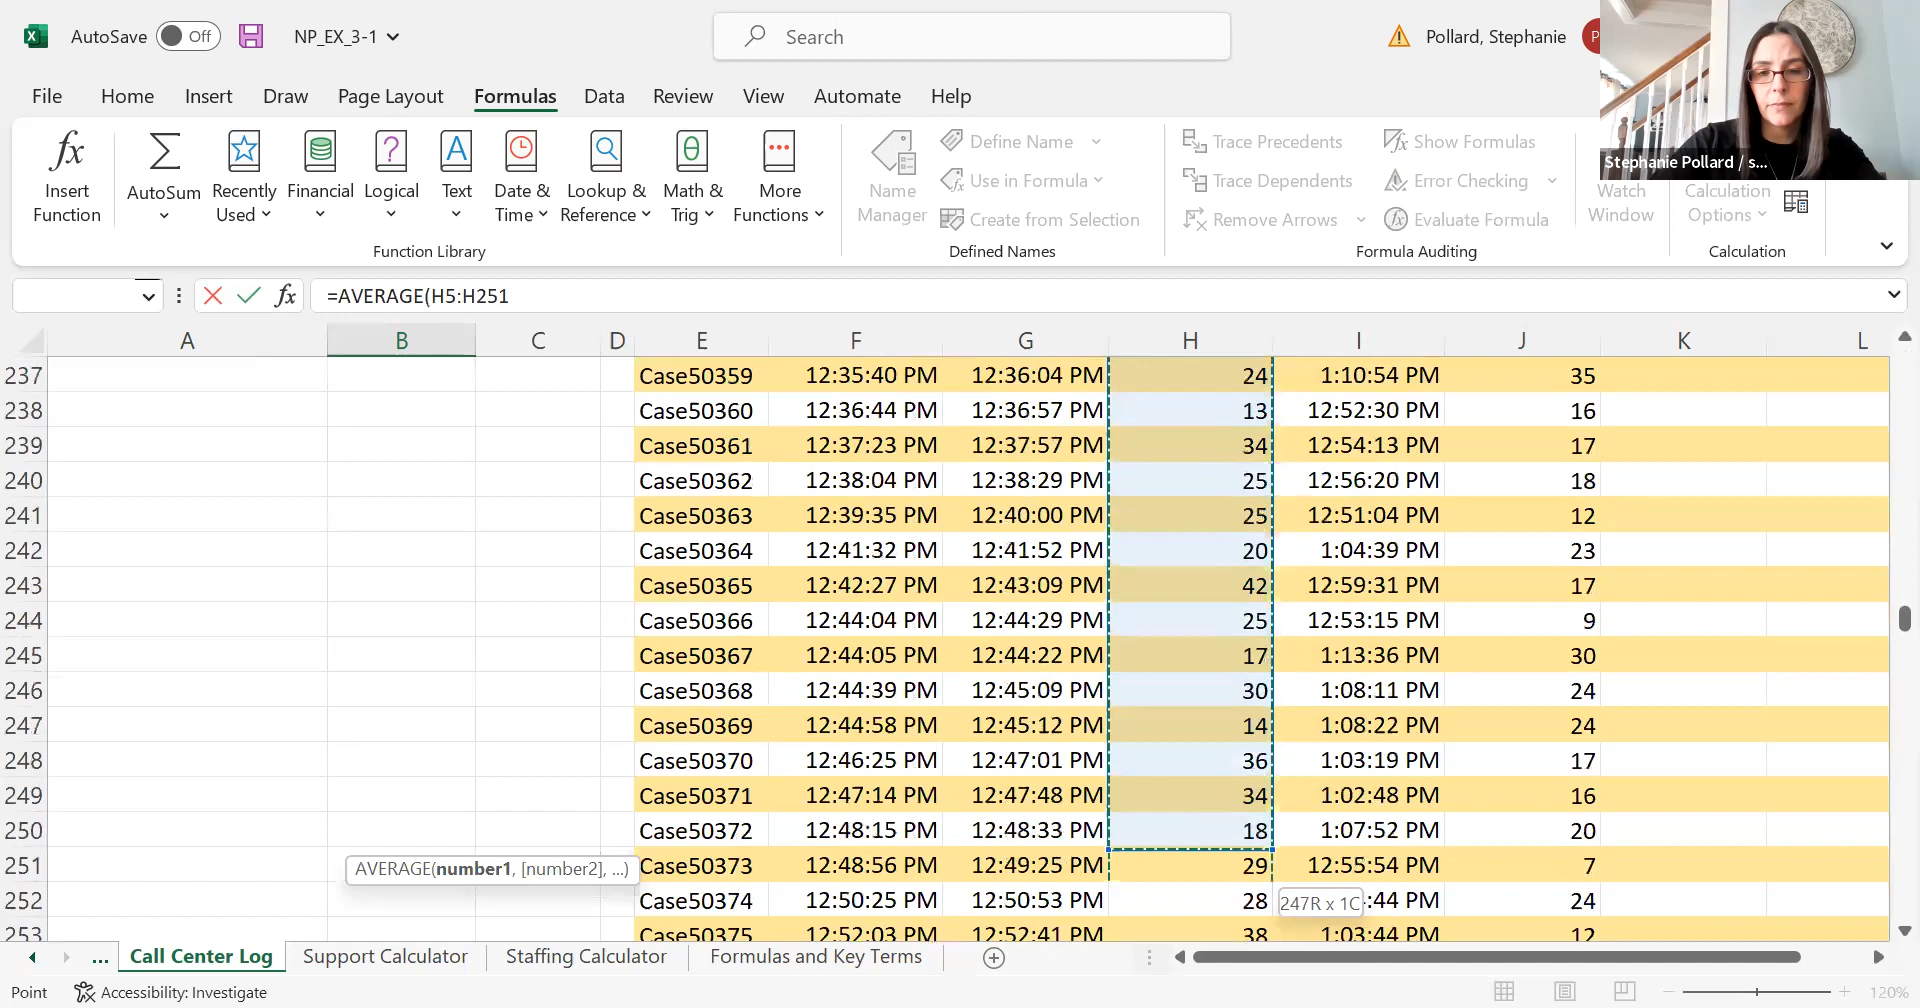 AutoSave Off NP_EX_3-1 Search Pollard, Stephanie P
File Home Insert Draw Page Layout Formulas Data Review View Automate Help
Stephanie Pollard / s...
Insert Function
AutoSum
Recently Used
Financial
Logical
Text
Date & Time
Lookup & Reference
Math & Trig
More Functions
Function Library
Name Manager
Define Name
Use in Formula
Create from Selection
Defined Names
Trace Precedents
Trace Dependents
Remove Arrows
Show Formulas
Error Checking
Evaluate Formula
Formula Auditing
Watch Window
Calculation Options
Calculation
fx =AVERAGE(H5:H251
A B C D E F G H I J K L
237 Case50359 12:35:40 PM 12:36:04 PM 24 1:10:54 PM 35
238 Case50360 12:36:44 PM 12:36:57 PM 13 12:52:30 PM 16
239 Case50361 12:37:23 PM 12:37:57 PM 34 12:54:13 PM 17
240 Case50362 12:38:04 PM 12:38:29 PM 25 12:56:20 PM 18
241 Case50363 12:39:35 PM 12:40:00 PM 25 12:51:04 PM 12
242 Case50364 12:41:32 PM 12:41:52 PM 20 1:04:39 PM 23
243 Case50365 12:42:27 PM 12:43:09 PM 42 12:59:31 PM 17
244 Case50366 12:44:04 PM 12:44:29 PM 25 12:53:15 PM 9
245 Case50367 12:44:05 PM 12:44:22 PM 17 1:13:36 PM 30
246 Case50368 12:44:39 PM 12:45:09 PM 30 1:08:11 PM 24
247 Case50369 12:44:58 PM 12:45:12 PM 14 1:08:22 PM 24
248 Case50370 12:46:25 PM 12:47:01 PM 36 1:03:19 PM 17
249 Case50371 12:47:14 PM 12:47:48 PM 34 1:02:48 PM 16
250 Case50372 12:48:15 PM 12:48:33 PM 18 1:07:52 PM 20
251 AVERAGE(number1, [number2], ...) Case50373 12:48:56 PM 12:49:25 PM 29 12:55:54 PM 7
252 Case50374 12:50:25 PM 12:50:53 PM 28 247R x 1C :44 PM 24
253 Case50375 12:52:03 PM 12:52:41 PM 38 1:03:44 PM 12
... Call Center Log Support Calculator Staffing Calculator Formulas and Key Terms
Point Accessibility: Investigate 120%